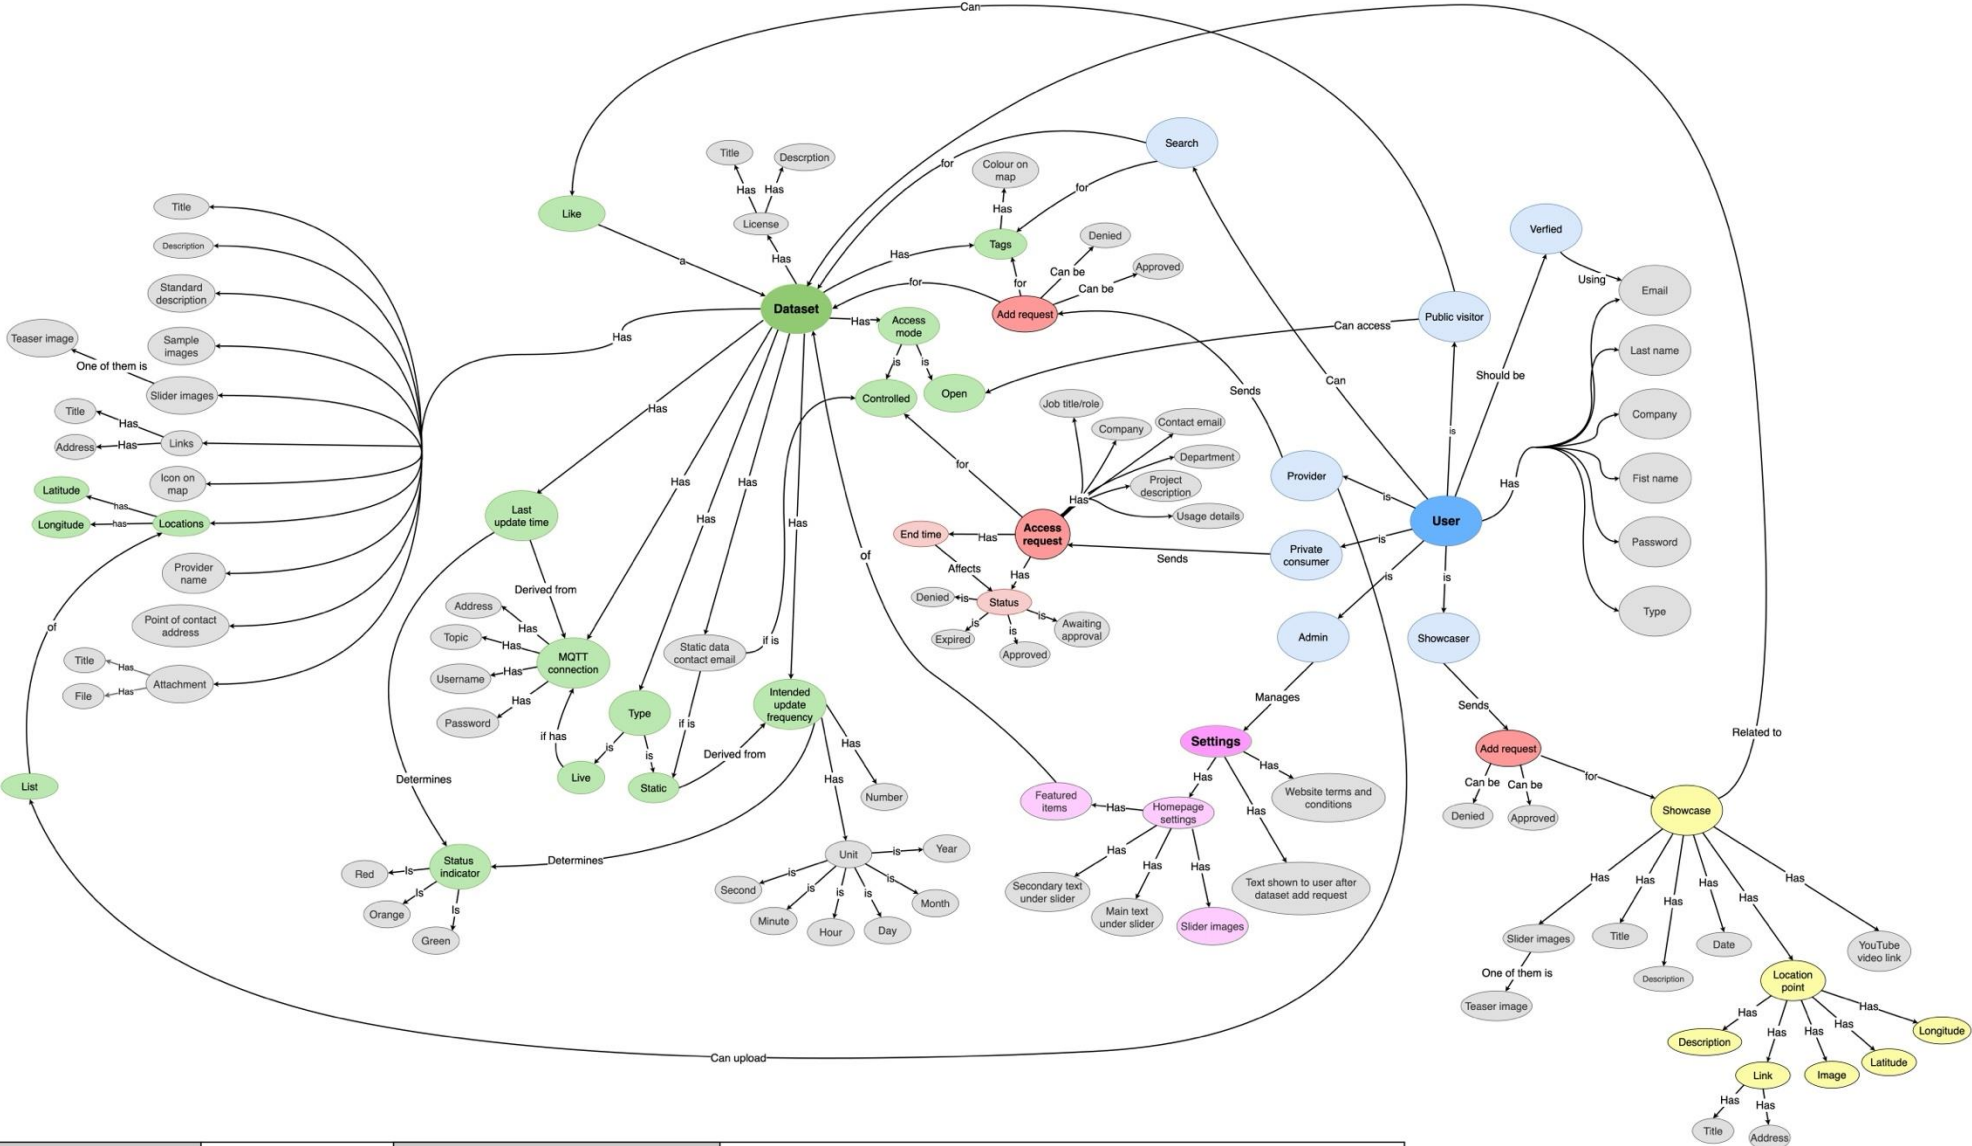 Can
Search
Title
Descrption
for
Colour on
map
for
Has
Has
Title
Like
License
Has
Verfied
Description
Tags
Denied
a
Has
Has
Approved
Can be
Can be
Using
Email
Standard
description
for
for
Dataset
Add request
Public visitor
Has
Access
mode
Can access
Teaser image
Sample
images
Has
Last name
One of them is
is
is
Slider images
Controlled
Open
Can
Should be
Sends
Title
Has
Has
Job title/role
Company
Contact email
Company
Links
Address
Has
is
Department
for
Icon on
map
Latitude
has
Has
Has
Has
Project
description
Provider
is
Has
Fist name
Longitude
has
Locations
Last
update time
Has
Has
Usage details
User
End time
Has
Access
request
Private
consumer
is
Password
Provider
name
of
Affects
Has
Sends
is
is
Derived from
Denied
is
Status
is
Awaiting
approval
is
is
Expired
Approved
Address
Has
Point of contact
address
of
Topic
Has
MQTT
connection
Static data
contact email
if is
Admin
Showcaser
Type
Title
Has
Attachment
Username
Has
File
Has
Has
Password
Intended
update
frequency
Manages
Sends
Type
if has
if is
is
is
Derived from
Has
Settings
Related to
Add request
Live
Static
Determines
Has
Has
Has
Can be
Can be
for
List
Number
Featured
items
Has
Homepage
settings
Has
Website terms and
conditions
Denied
Approved
Showcase
Status
indicator
Determines
Unit
is
Year
Has
Has
Has
Red
Is
Is
Is
Orange
Green
Second
is
is
is
is
is
Minute
Hour
Day
Month
Secondary text
under slider
Main text
under slider
Slider images
Text shown to user after
dataset add request
Has
Has
Has
Has
Has
Has
Slider images
Title
Date
YouTube
video link
One of them is
Description
Location
point
Teaser image
Has
Has
Has
Has
Has
Longitude
Description
Latitude
Can upload
Link
Image
Has
Has
Title
Address